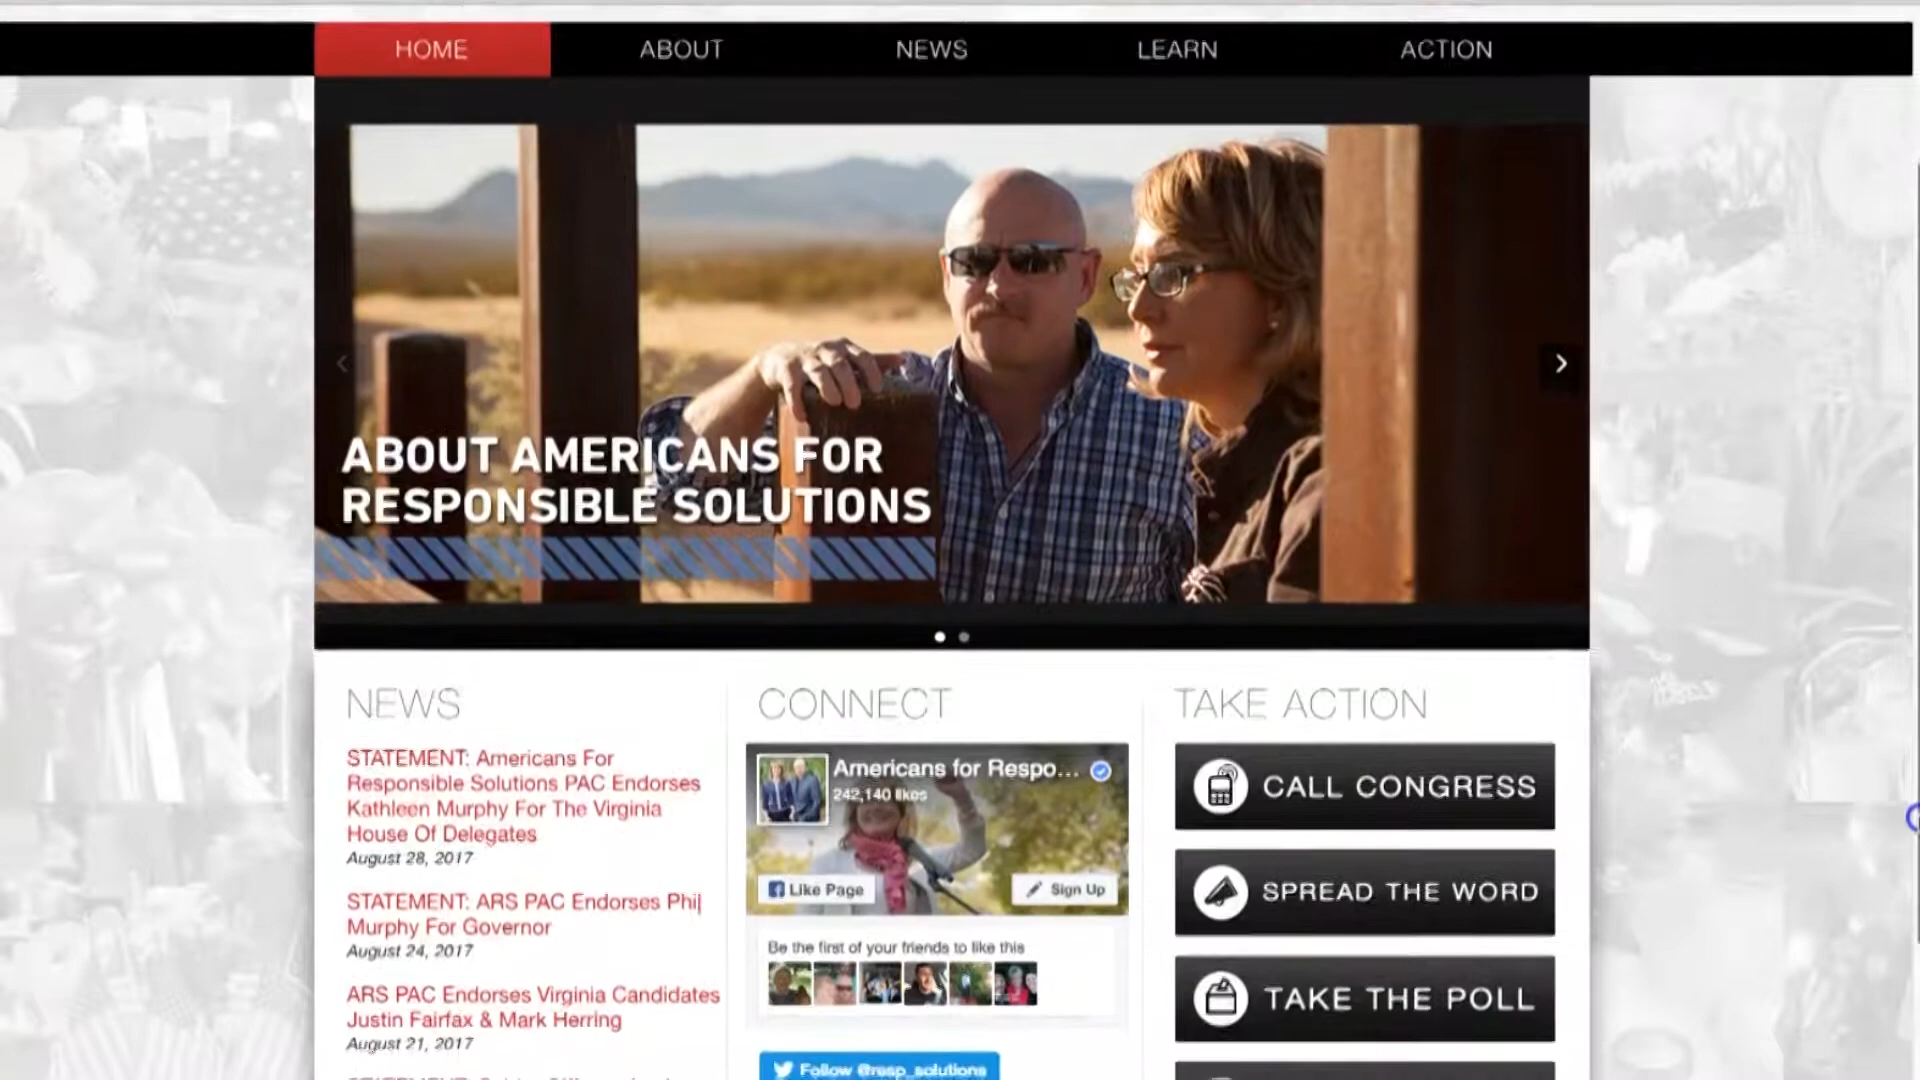 HOME
ABOUT
NEWS
LEARN
ACTION
ABOUT AMERICANS FOR
RESPONSIBLE SOLUTIONS
NEWS
STATEMENT: Americans For
Responsible Solutions PAC Endorses
Kathleen Murphy For The Virginia
House Of Delegates
August 28, 2017
STATEMENT: ARS PAC Endorses Phil
Murphy For Governor
August 24, 2017
ARS PAC Endorses Virginia Candidates
Justin Fairfax & Mark Herring
August 21, 2017
CONNECT
Americans for Respo...
242,140 likes
Like Page
Sign Up
Be the first of your friends to like this
Follow @resp_solutions
TAKE ACTION
CALL CONGRESS
SPREAD THE WORD
TAKE THE POLL